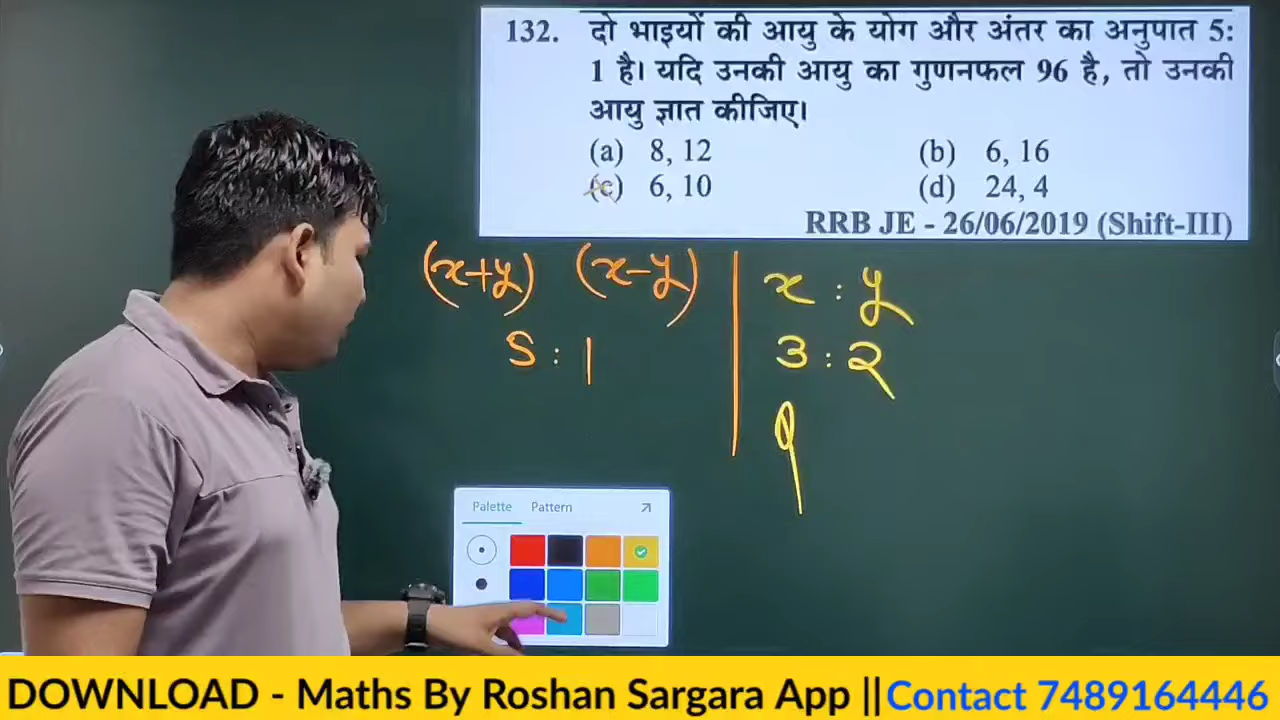 132. दो भाइयों की आयु के योग और अंतर का अनुपात 5:
1 है। यदि उनकी आयु का गुणनफल 96 है, तो उनकी
आयु ज्ञात कीजिए।
(a) 8, 12 (b) 6, 16
(c) 6, 10 (d) 24, 4
RRB JE - 26/06/2019 (Shift-III)
(x+y) (x-y) x : y
5 : 1 3 : 2
Palette Pattern
DOWNLOAD - Maths By Roshan Sargara App || Contact 7489164446